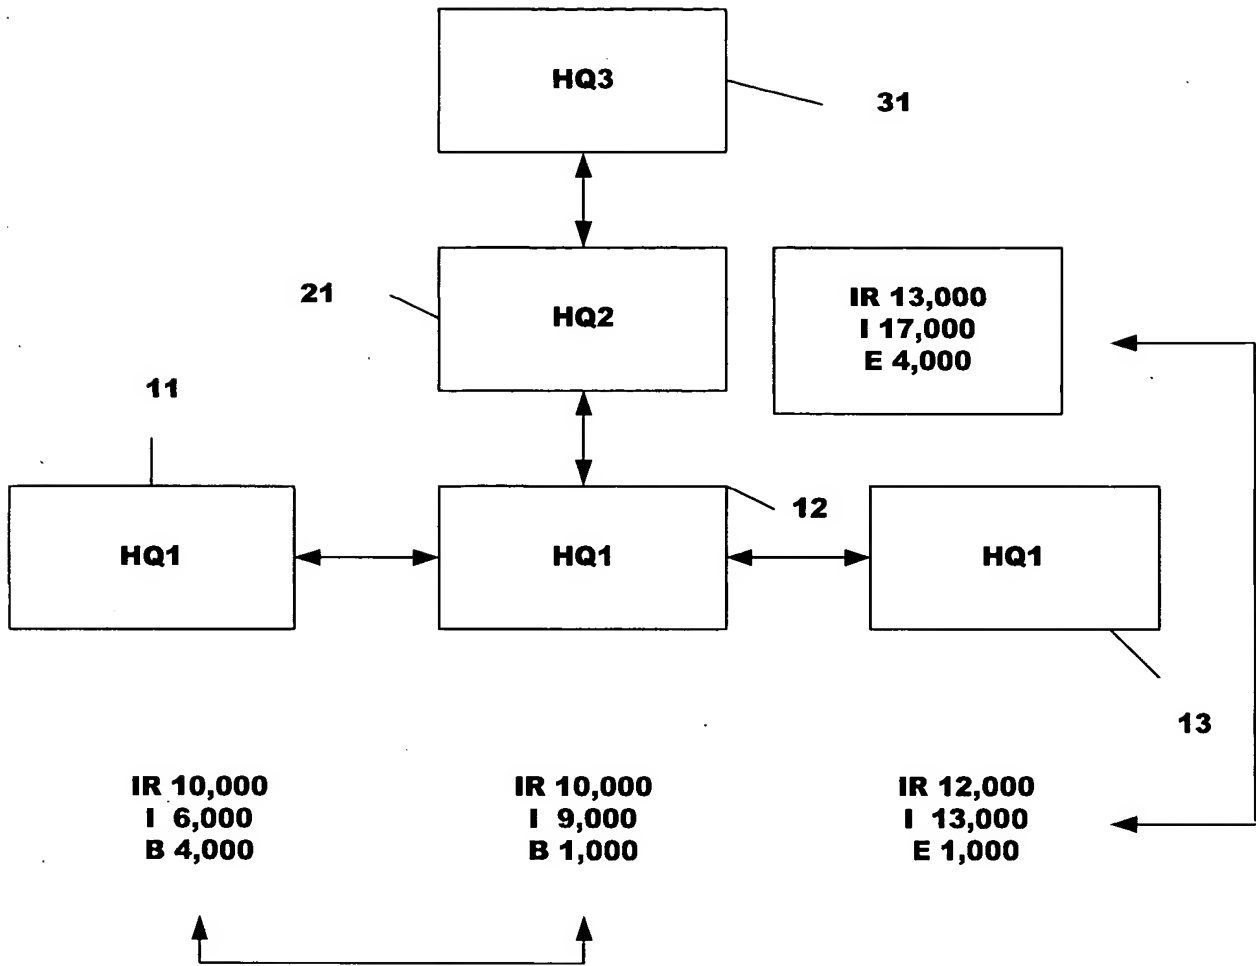 HQ3
31
21
HQ2
IR 13,000
I 17,000
E 4,000
11
12
HQ1
HQ1
HQ1
13
IR 10,000
I 6,000
B 4,000
IR 10,000
I 9,000
B 1,000
IR 12,000
I 13,000
E 1,000